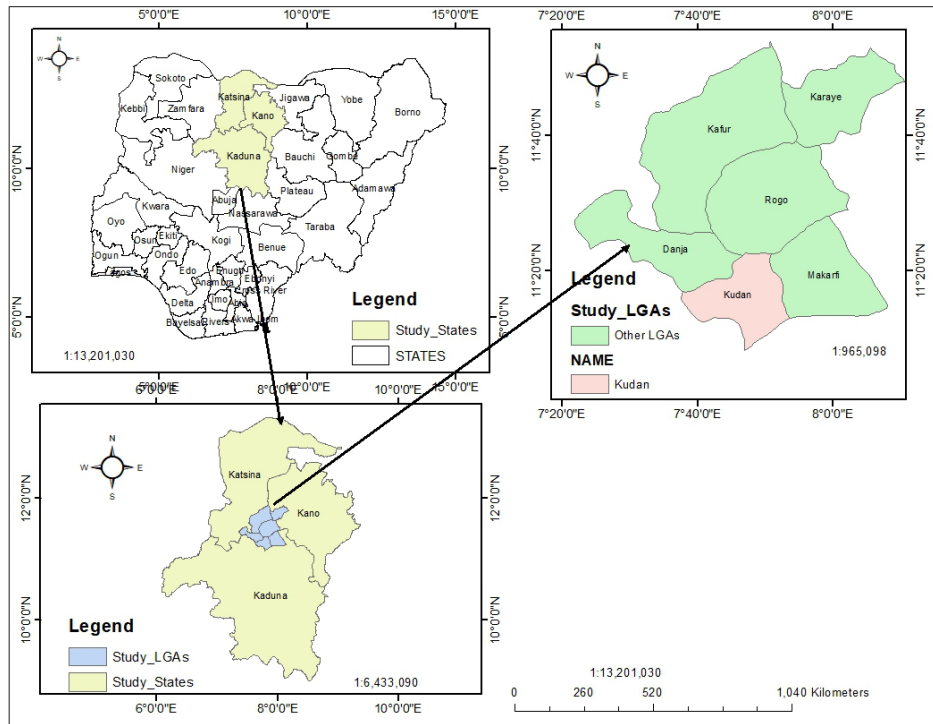 5°0'0"E 10°0'0"E 15°0'0"E
N
W E
S
Sokoto
Katsina
Jigawa
Yobe
Borno
Kebbi
Zamfara
Kano
Kaduna
Bauchi
Gombe
Niger
Adamawa
Abuja
Plateau
Kwara
Nassarawa
Taraba
Oyo
Ekiti
Kogi
Benue
Osun
Ogun
Ondo
Lagos
Edo
Enugu
Ebonyi
Anambra
Cross River
Delta
Imo
Abia
Bayelsa
Rivers
Akwa Ibom
10°0'0"N
5°0'0"N
10°0'0"N
5°0'0"N
Legend
Study_States
STATES
1:13,201,030
5°0'0"E 10°0'0"E 15°0'0"E
7°20'0"E 7°40'0"E 8°0'0"E
N
W E
S
Karaye
Kafur
Rogo
Danja
Makarfi
Kudan
11°40'0"N
11°20'0"N
11°40'0"N
11°20'0"N
Legend
Study_LGAs
Other LGAs
NAME
Kudan
1:965,098
7°20'0"E 7°40'0"E 8°0'0"E
6°0'0"E 8°0'0"E 10°0'0"E
N
W E
S
Katsina
Kano
Kaduna
12°0'0"N
10°0'0"N
12°0'0"N
10°0'0"N
Legend
Study_LGAs
Study_States
1:6,433,090
6°0'0"E 8°0'0"E 10°0'0"E
1:13,201,030
0 260 520 1,040 Kilometers